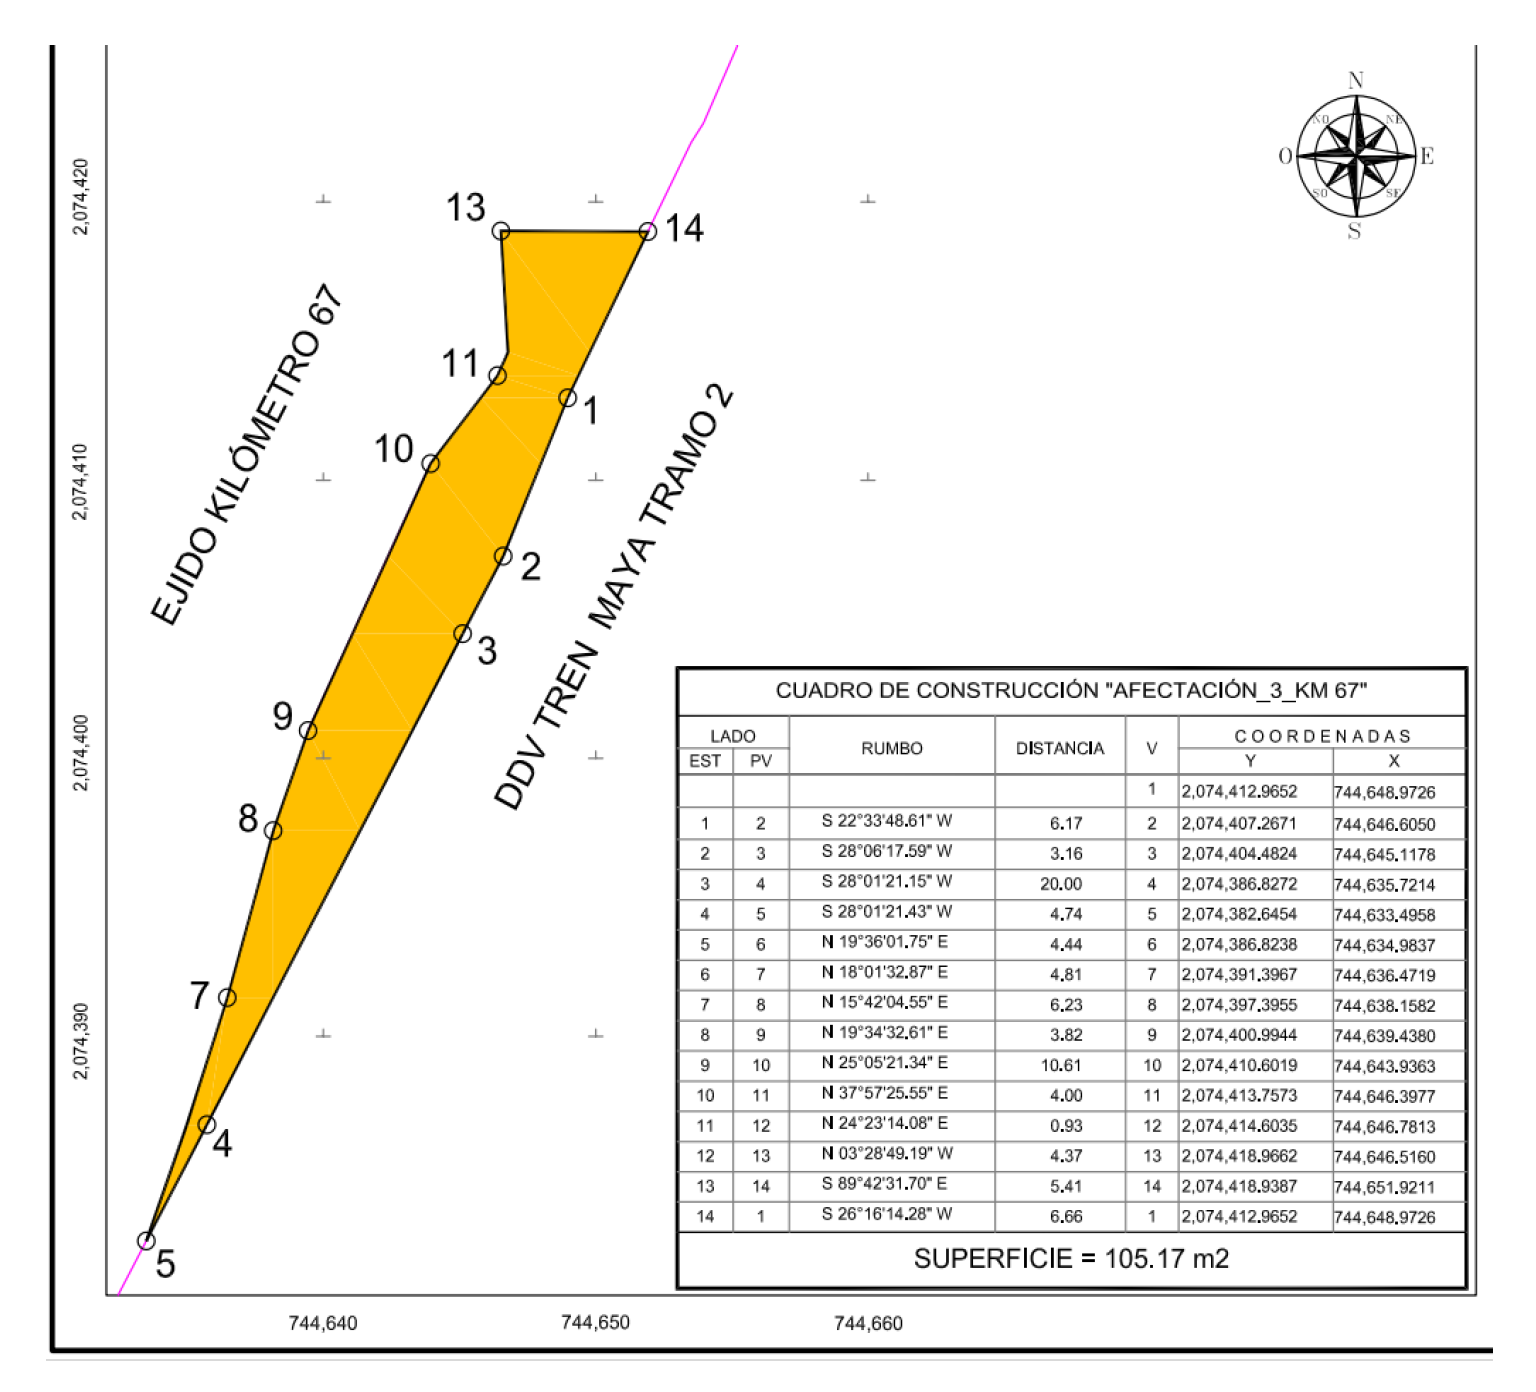 N
NO NE
O E
SO SE
S
2,074,420
2,074,410
2,074,400
2,074,390
13
14
11
1
10
2
3
9
8
7
4
5
EJIDO KILÓMETRO 67
DDV TREN MAYA TRAMO 2
CUADRO DE CONSTRUCCIÓN "AFECTACIÓN_3_KM 67"
LADO RUMBO DISTANCIA V COORDENADAS
EST PV Y X
1 2,074,412.9652 744,648.9726
1 2 S 22°33'48.61" W 6.17 2 2,074,407.2671 744,646.6050
2 3 S 28°06'17.59" W 3.16 3 2,074,404.4824 744,645.1178
3 4 S 28°01'21.15" W 20.00 4 2,074,386.8272 744,635.7214
4 5 S 28°01'21.43" W 4.74 5 2,074,382.6454 744,633.4958
5 6 N 19°36'01.75" E 4.44 6 2,074,386.8238 744,634.9837
6 7 N 18°01'32.87" E 4.81 7 2,074,391.3967 744,636.4719
7 8 N 15°42'04.55" E 6.23 8 2,074,397.3955 744,638.1582
8 9 N 19°34'32.61" E 3.82 9 2,074,400.9944 744,639.4380
9 10 N 25°05'21.34" E 10.61 10 2,074,410.6019 744,643.9363
10 11 N 37°57'25.55" E 4.00 11 2,074,413.7573 744,646.3977
11 12 N 24°23'14.08" E 0.93 12 2,074,414.6035 744,646.7813
12 13 N 03°28'49.19" W 4.37 13 2,074,418.9662 744,646.5160
13 14 S 89°42'31.70" E 5.41 14 2,074,418.9387 744,651.9211
14 1 S 26°16'14.28" W 6.66 1 2,074,412.9652 744,648.9726
SUPERFICIE = 105.17 m2
744,640 744,650 744,660